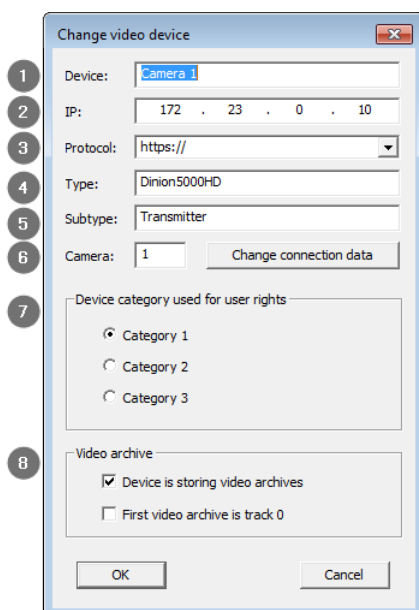 Change video device
1 Device: Camera 1
2 IP: 172 . 23 . 0 . 10
3 Protocol: https://
4 Type: Dinion5000HD
5 Subtype: Transmitter
6 Camera: 1 Change connection data
7 Device category used for user rights
Category 1
Category 2
Category 3
8 Video archive
Device is storing video archives
First video archive is track 0
OK Cancel